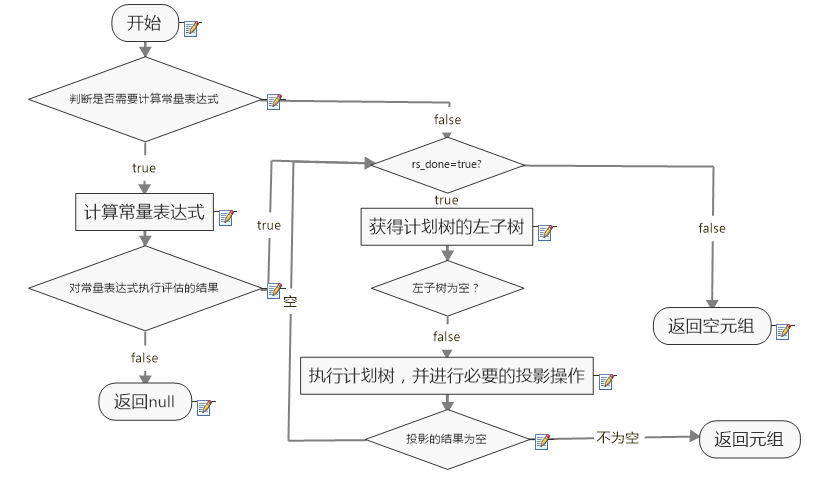 开始
判断是否需要计算常量表达式
false
true
rs_done=true?
true
计算常量表达式
true
获得计划树的左子树
false
对常量表达式执行评估的结果
空
左子树为空？
返回空元组
false
false
返回null
执行计划树，并进行必要的投影操作
投影的结果为空
不为空
返回元组